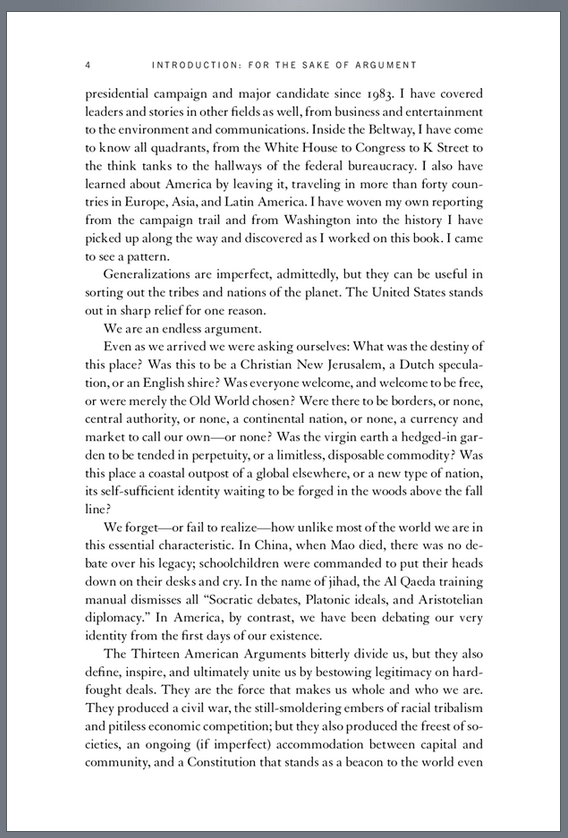 4 INTRODUCTION: FOR THE SAKE OF ARGUMENT
presidential campaign and major candidate since 1983. I have covered
leaders and stories in other fields as well, from business and entertainment
to the environment and communications. Inside the Beltway, I have come
to know all quadrants, from the White House to Congress to K Street to
the think tanks to the hallways of the federal bureaucracy. I also have
learned about America by leaving it, traveling in more than forty coun-
tries in Europe, Asia, and Latin America. I have woven my own reporting
from the campaign trail and from Washington into the history I have
picked up along the way and discovered as I worked on this book. I came
to see a pattern.
Generalizations are imperfect, admittedly, but they can be useful in
sorting out the tribes and nations of the planet. The United States stands
out in sharp relief for one reason.
We are an endless argument.
Even as we arrived we were asking ourselves: What was the destiny of
this place? Was this to be a Christian New Jerusalem, a Dutch specula-
tion, or an English shire? Was everyone welcome, and welcome to be free,
or were merely the Old World chosen? Were there to be borders, or none,
central authority, or none, a continental nation, or none, a currency and
market to call our own—or none? Was the virgin earth a hedged-in gar-
den to be tended in perpetuity, or a limitless, disposable commodity? Was
this place a coastal outpost of a global elsewhere, or a new type of nation,
its self-sufficient identity waiting to be forged in the woods above the fall
line?
We forget—or fail to realize—how unlike most of the world we are in
this essential characteristic. In China, when Mao died, there was no de-
bate over his legacy; schoolchildren were commanded to put their heads
down on their desks and cry. In the name of jihad, the Al Qaeda training
manual dismisses all “Socratic debates, Platonic ideals, and Aristotelian
diplomacy.” In America, by contrast, we have been debating our very
identity from the first days of our existence.
The Thirteen American Arguments bitterly divide us, but they also
define, inspire, and ultimately unite us by bestowing legitimacy on hard-
fought deals. They are the force that makes us whole and who we are.
They produced a civil war, the still-smoldering embers of racial tribalism
and pitiless economic competition; but they also produced the freest of so-
cieties, an ongoing (if imperfect) accommodation between capital and
community, and a Constitution that stands as a beacon to the world even